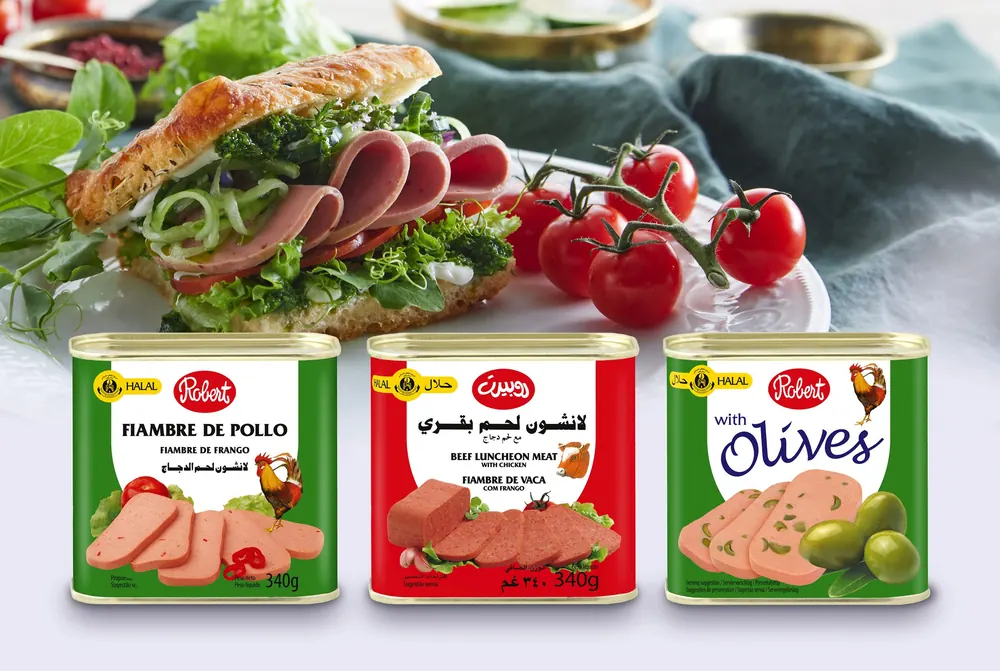 HALAL
Robert
FIAMBRE DE POLLO
FIAMBRE DE FRANGO
لانشون لحم الدجاج
340g
HALAL
حلال
روبيرت
لانشون لحم بقري
مع لحم دجاج
BEEF LUNCHEON MEAT
WITH CHICKEN
FIAMBRE DE VACA
COM FRANGO
٣٤٠ غم 340g
حلال
HALAL
Robert
with
Olives